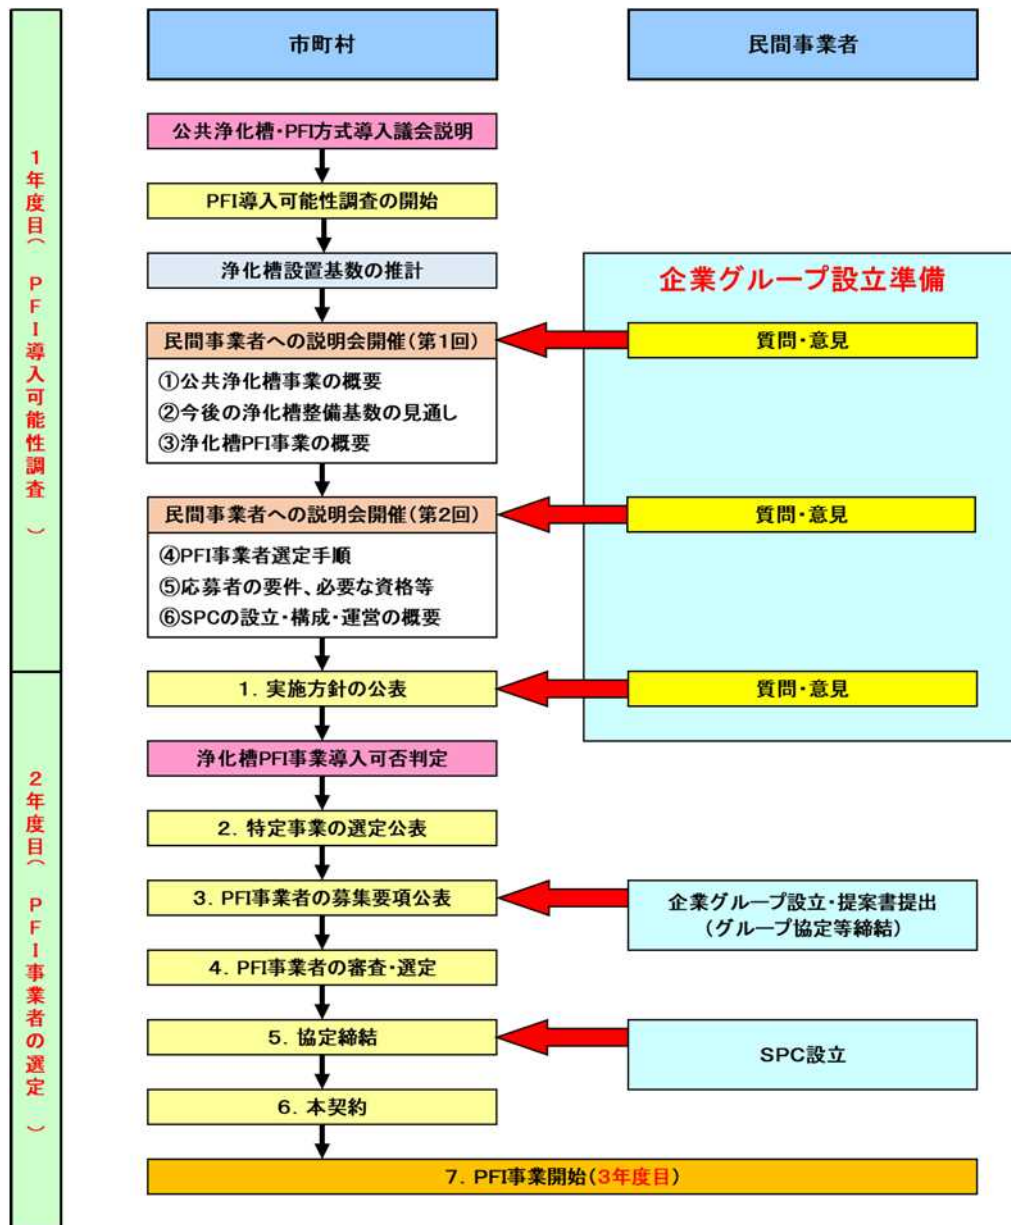 市町村
民間事業者
1年度目(PFI導入可能性調査)
公共浄化槽・PFI方式導入議会説明
PFI導入可能性調査の開始
浄化槽設置基数の推計
企業グループ設立準備
民間事業者への説明会開催(第1回)
質問・意見
①公共浄化槽事業の概要
②今後の浄化槽整備基数の見通し
③浄化槽PFI事業の概要
民間事業者への説明会開催(第2回)
質問・意見
④PFI事業者選定手順
⑤応募者の要件、必要な資格等
⑥SPCの設立・構成・運営の概要
2年度目(PFI事業者の選定)
1. 実施方針の公表
質問・意見
浄化槽PFI事業導入可否判定
2. 特定事業の選定公表
3. PFI事業者の募集要項公表
企業グループ設立・提案書提出
(グループ協定等締結)
4. PFI事業者の審査・選定
5. 協定締結
SPC設立
6. 本契約
7. PFI事業開始(3年度目)